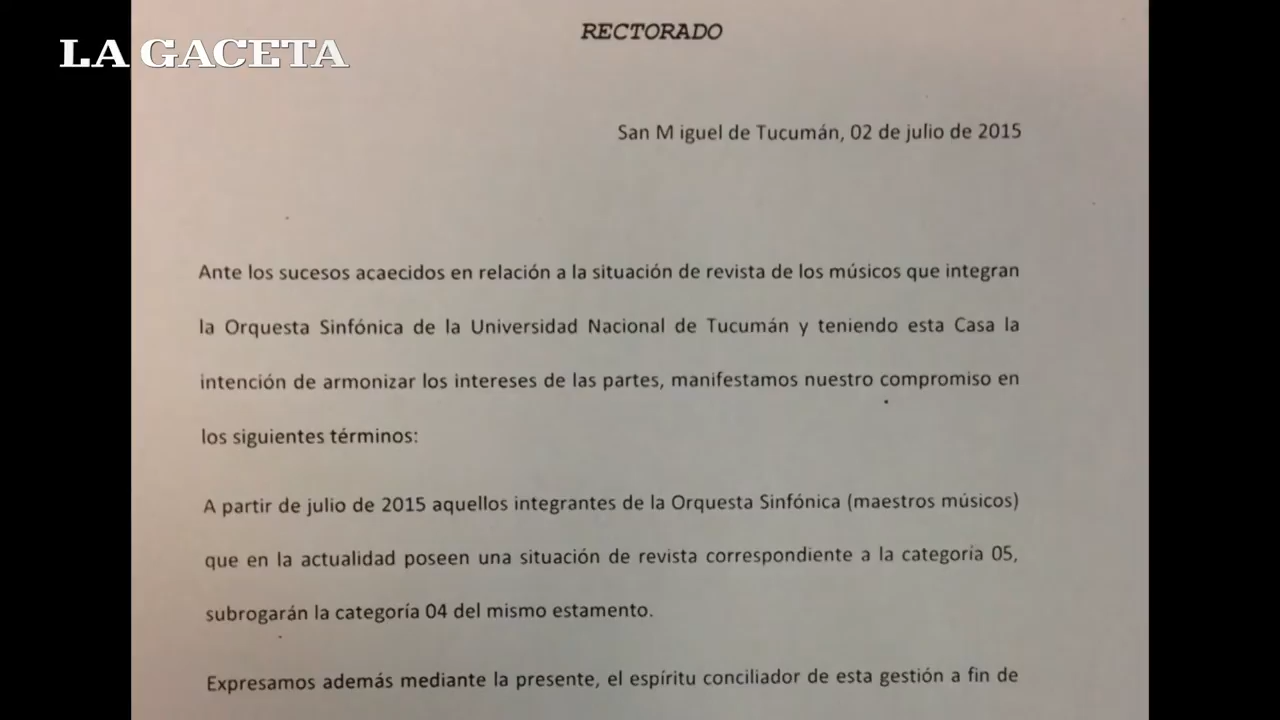 LA GACETA
RECTORADO
San M iguel de Tucumán, 02 de julio de 2015
Ante los sucesos acaecidos en relación a la situación de revista de los músicos que integran
la Orquesta Sinfónica de la Universidad Nacional de Tucumán y teniendo esta Casa la
intención de armonizar los intereses de las partes, manifestamos nuestro compromiso en
los siguientes términos:
A partir de julio de 2015 aquellos integrantes de la Orquesta Sinfónica (maestros músicos)
que en la actualidad poseen una situación de revista correspondiente a la categoría 05,
subrogarán la categoría 04 del mismo estamento.
Expresamos además mediante la presente, el espíritu conciliador de esta gestión a fin de